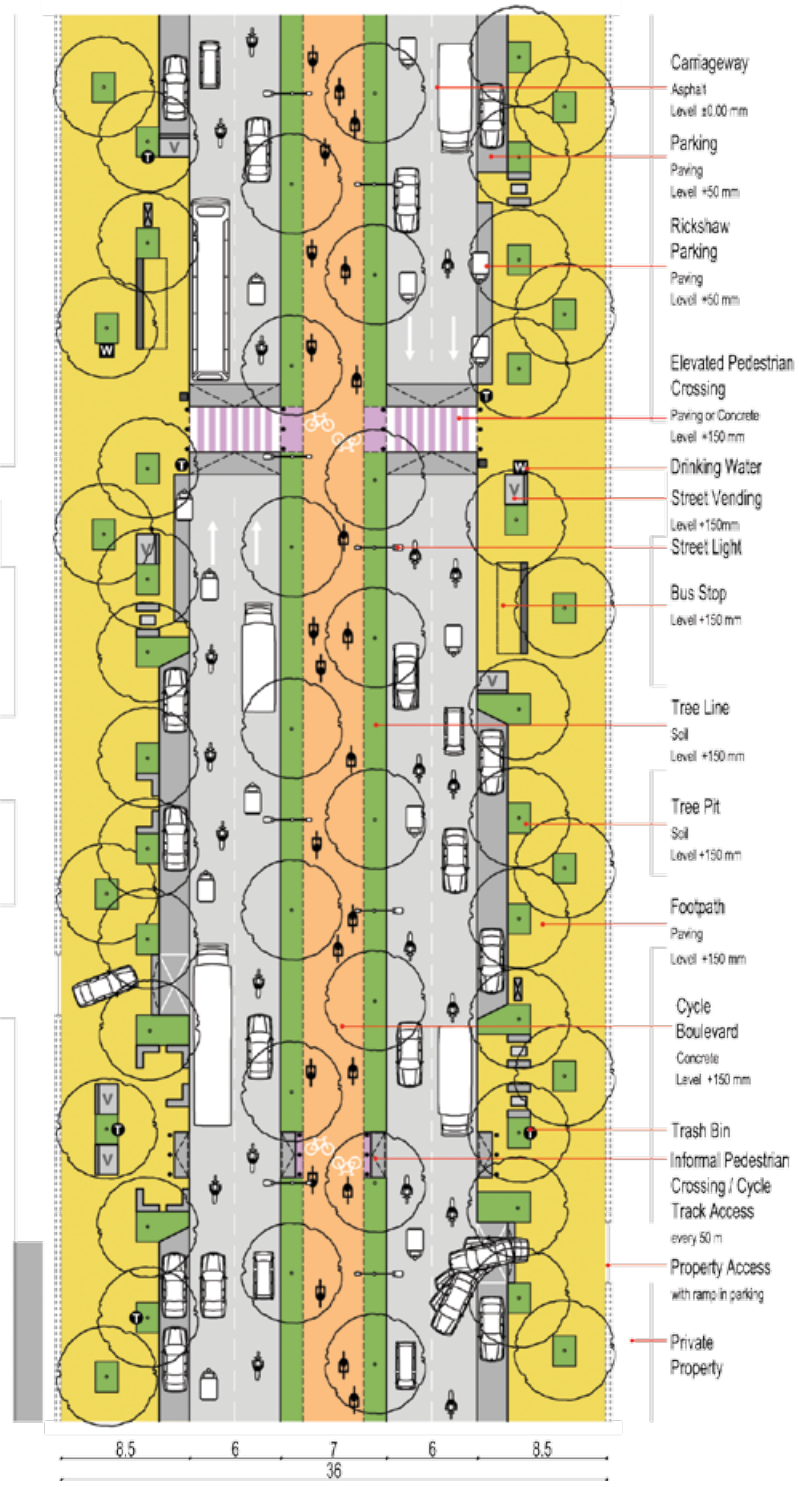 Carriageway
Asphalt
Level ±0.00 mm
Parking
Paving
Level +50 mm
Rickshaw
Parking
Paving
Level +50 mm
Elevated Pedestrian
Crossing
Paving or Concrete
Level +150 mm
Drinking Water
Street Vending
Level +150mm
Street Light
Bus Stop
Level +150 mm
Tree Line
Soil
Level +150 mm
Tree Pit
Soil
Level +150 mm
Footpath
Paving
Level +150 mm
Cycle
Boulevard
Concrete
Level +150 mm
Trash Bin
Informal Pedestrian
Crossing / Cycle
Track Access
every 50 m
Property Access
with ramp in parking
Private
Property
V
T
W
T
T
W
V
V
V
V
T
V
T
T
8.5 6 7 6 8.5
36